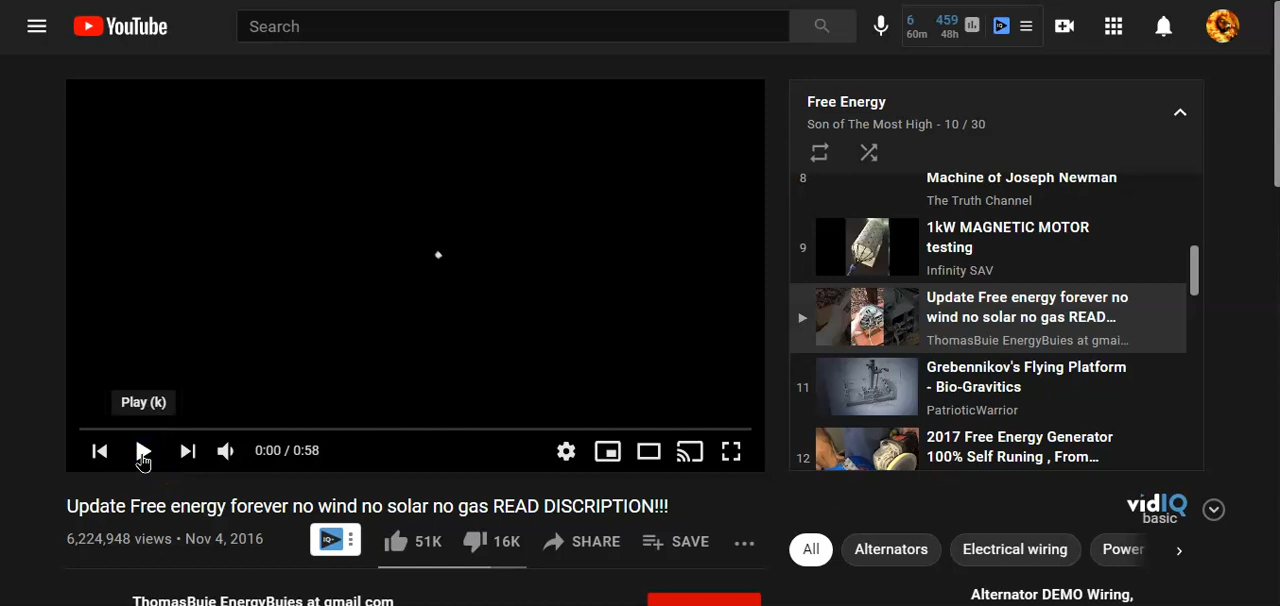 YouTube
Search
6 459
60m 48h
Free Energy
Son of The Most High - 10 / 30
8
Machine of Joseph Newman
The Truth Channel
9
1kW MAGNETIC MOTOR
testing
Infinity SAV
Update Free energy forever no
wind no solar no gas READ...
ThomasBuie EnergyBuies at gmai...
11
Grebennikov's Flying Platform
- Bio-Gravitics
PatrioticWarrior
12
2017 Free Energy Generator
100% Self Runing , From...
Play (k)
0:00 / 0:58
Update Free energy forever no wind no solar no gas READ DISCRIPTION!!!
6,224,948 views • Nov 4, 2016
IQ
51K
16K
SHARE
SAVE
vidIQ
basic
All
Alternators
Electrical wiring
Power
ThomasBuie EnergyBuies at gmail com
Alternator DEMO Wiring,